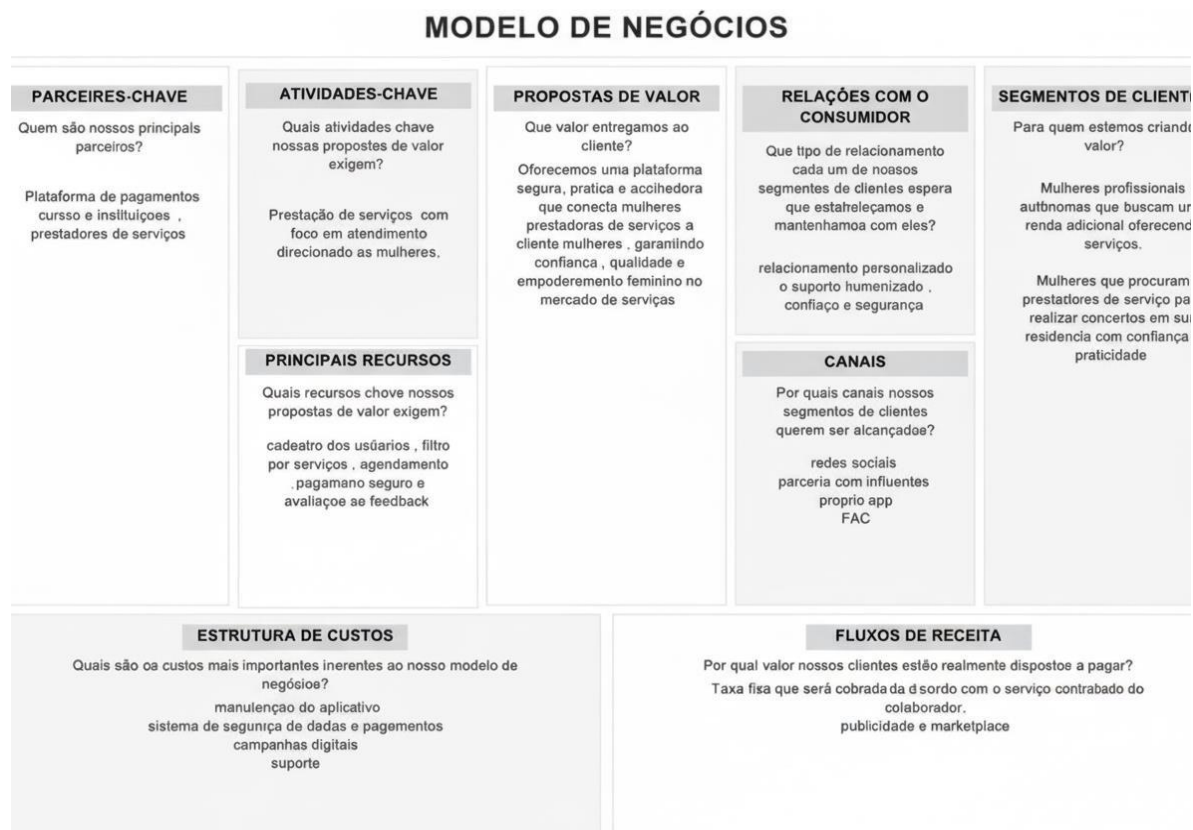 MODELO DE NEGÓCIOS
PARCEIRES-CHAVE
Quem são nossos principals
parceiros?
Plataforma de pagamentos
cursso e instiluiçoes ,
prestadores de serviços
ATIVIDADES-CHAVE
Quais atividades chave
nossas propostes de valor
exigem?
Prestação de serviços com
foco em atendimento
direcionado as mulheres.
PRINCIPAIS RECURSOS
Quais recursos chove nossos
propostas de valor exigem?
cadeatro dos usúarios , filtro
por serviços , agendamento
, pagamano seguro e
avaliaçoe se feedback
PROPOSTAS DE VALOR
Que valor entregamos ao
cliente?
Oforecemos uma plataforma
segura, pratica e accihedora
que conecta mulheres
prestadoras de serviços a
cliente mulheres , garaniindo
confianca , qualidade e
empoderemento feminino no
mercado de serviças
RELAÇÓES COM O
CONSUMIDOR
Que ttpo de relacionamento
cada um de noasos
segmentes de clienles espera
que estatreleçamos e
mantenhamoa com eles?
relacionamento personalizado
o suporto humenizado ,
confiaço e segurança
CANAIS
Por quais canais nossos
segmentos de clientes
querem ser alcançadoe?
redes sociais
parceria com influentes
proprio app
FAC
SEGMENTOS DE CLIENT
Para quem estemos criand
valor?
Mulheres profissionais
autbnomas que buscam ur
renda adicional oferecend
serviços.
Mulheres que procuram
prestatlores de serviço pa
realizar concertos em sur
residencia com confiança
praticidade
ESTRUTURA DE CUSTOS
Quais são oa custos mais importantes inerentes ao nosso modelo de
negósioe?
manulençao do aplicativo
sistema de segunrça de dadas e pagementos
campanhas digitais
suporte
FLUXOS DE RECEITA
Por qual valor nossos clientes estêo realmente dispostoe a pagar?
Taxa fisa que será cobrada da d sordo com o serviço contrabado do
colaborador.
publicidade e marketplace